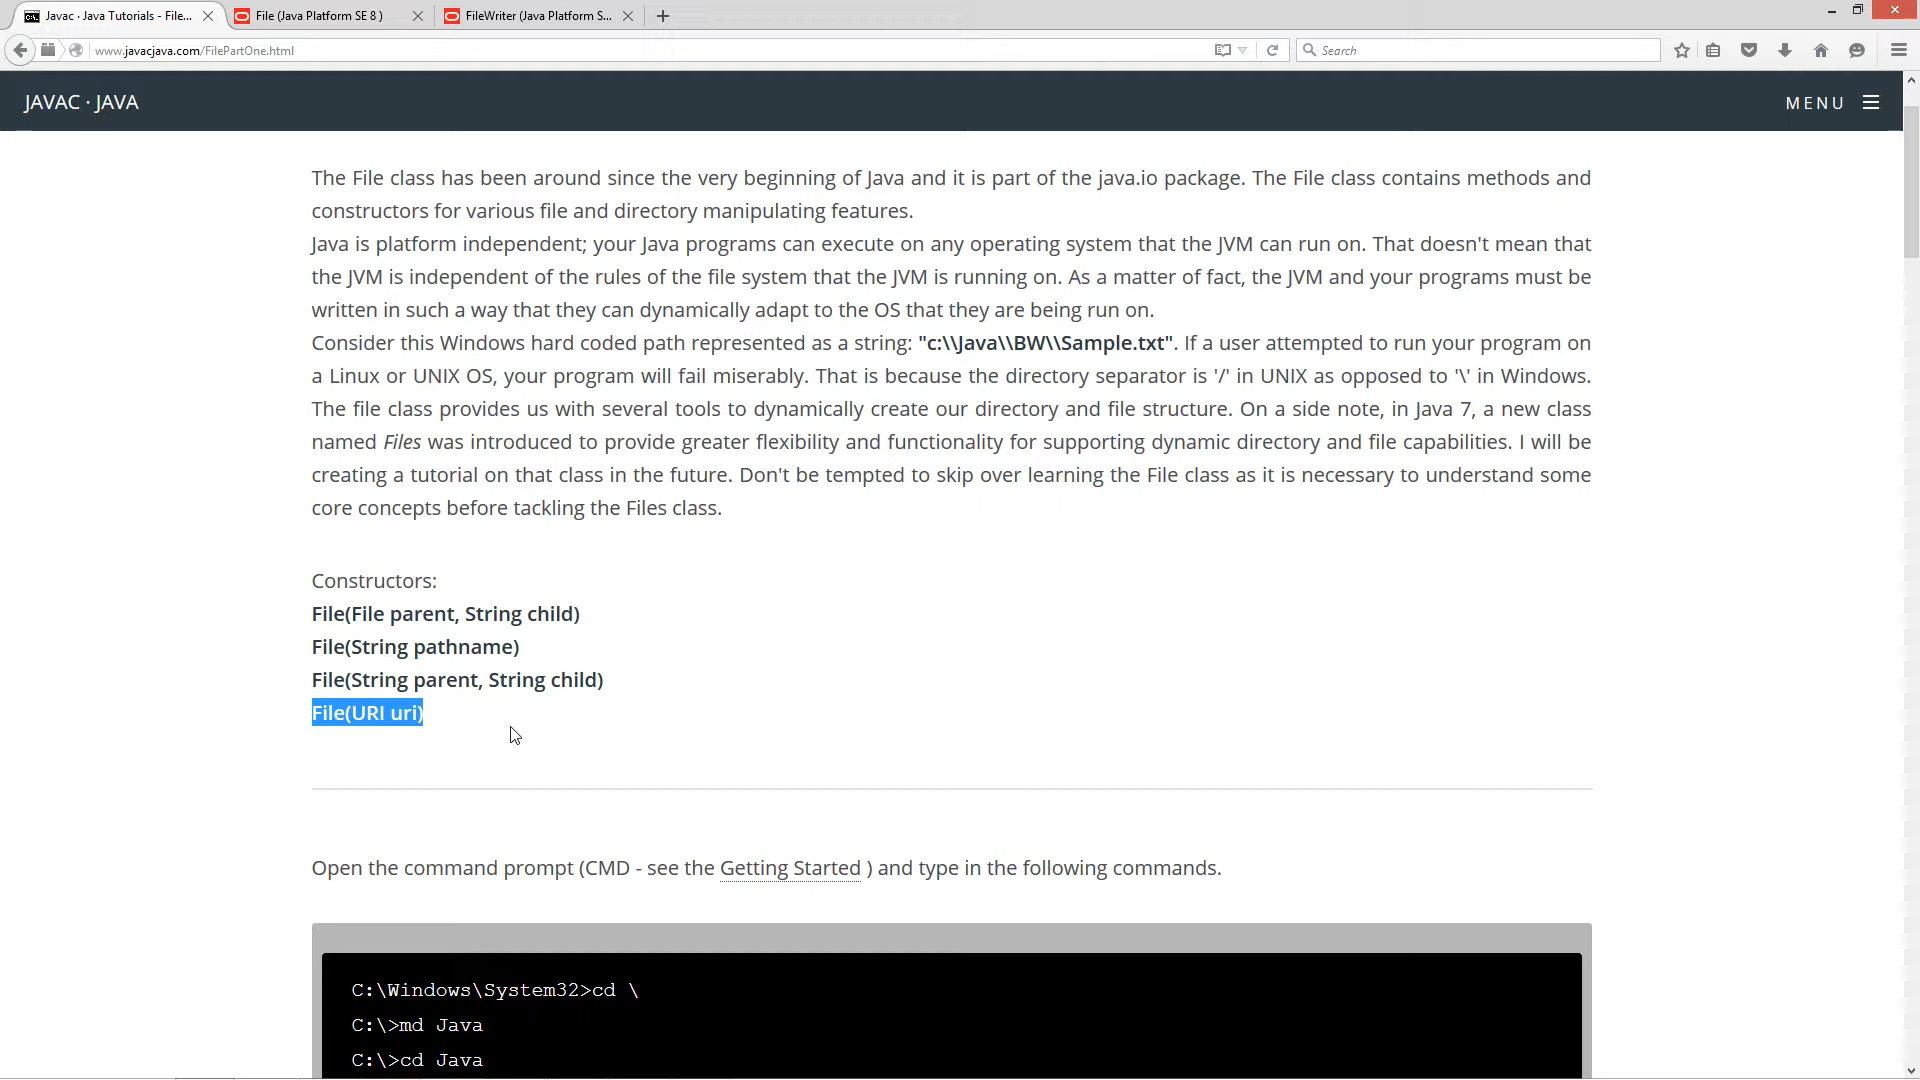 Javac · Java Tutorials - File...
File (Java Platform SE 8 )
FileWriter (Java Platform S...
www.javacjava.com/FilePartOne.html
Search
JAVAC · JAVA
MENU
The File class has been around since the very beginning of Java and it is part of the java.io package. The File class contains methods and
constructors for various file and directory manipulating features.
Java is platform independent; your Java programs can execute on any operating system that the JVM can run on. That doesn't mean that
the JVM is independent of the rules of the file system that the JVM is running on. As a matter of fact, the JVM and your programs must be
written in such a way that they can dynamically adapt to the OS that they are being run on.
Consider this Windows hard coded path represented as a string: "c:\\Java\\BW\\Sample.txt". If a user attempted to run your program on
a Linux or UNIX OS, your program will fail miserably. That is because the directory separator is '/' in UNIX as opposed to '\' in Windows.
The file class provides us with several tools to dynamically create our directory and file structure. On a side note, in Java 7, a new class
named Files was introduced to provide greater flexibility and functionality for supporting dynamic directory and file capabilities. I will be
creating a tutorial on that class in the future. Don't be tempted to skip over learning the File class as it is necessary to understand some
core concepts before tackling the Files class.
Constructors:
File(File parent, String child)
File(String pathname)
File(String parent, String child)
File(URI uri)
Open the command prompt (CMD - see the Getting Started ) and type in the following commands.
C:\Windows\System32>cd \
C:\>md Java
C:\>cd Java